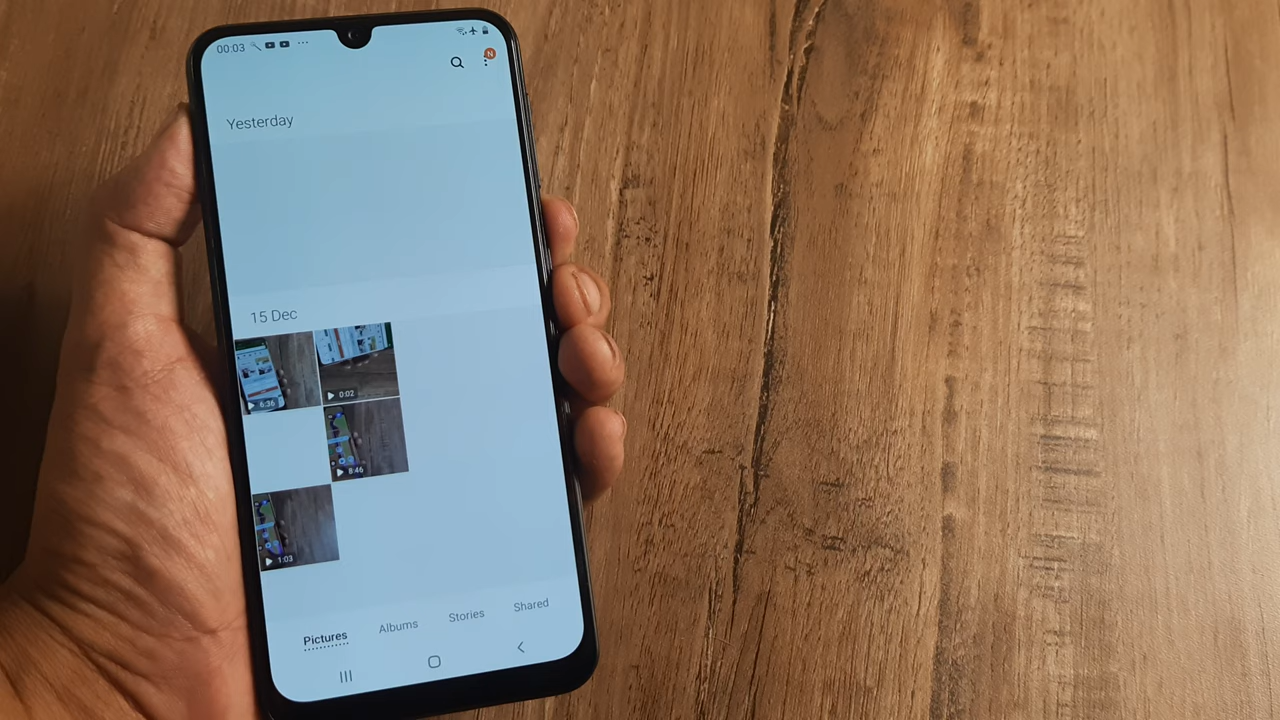 00:03
N
Yesterday
15 Dec
6:36
0:02
8:46
1:03
Pictures Albums Stories Shared